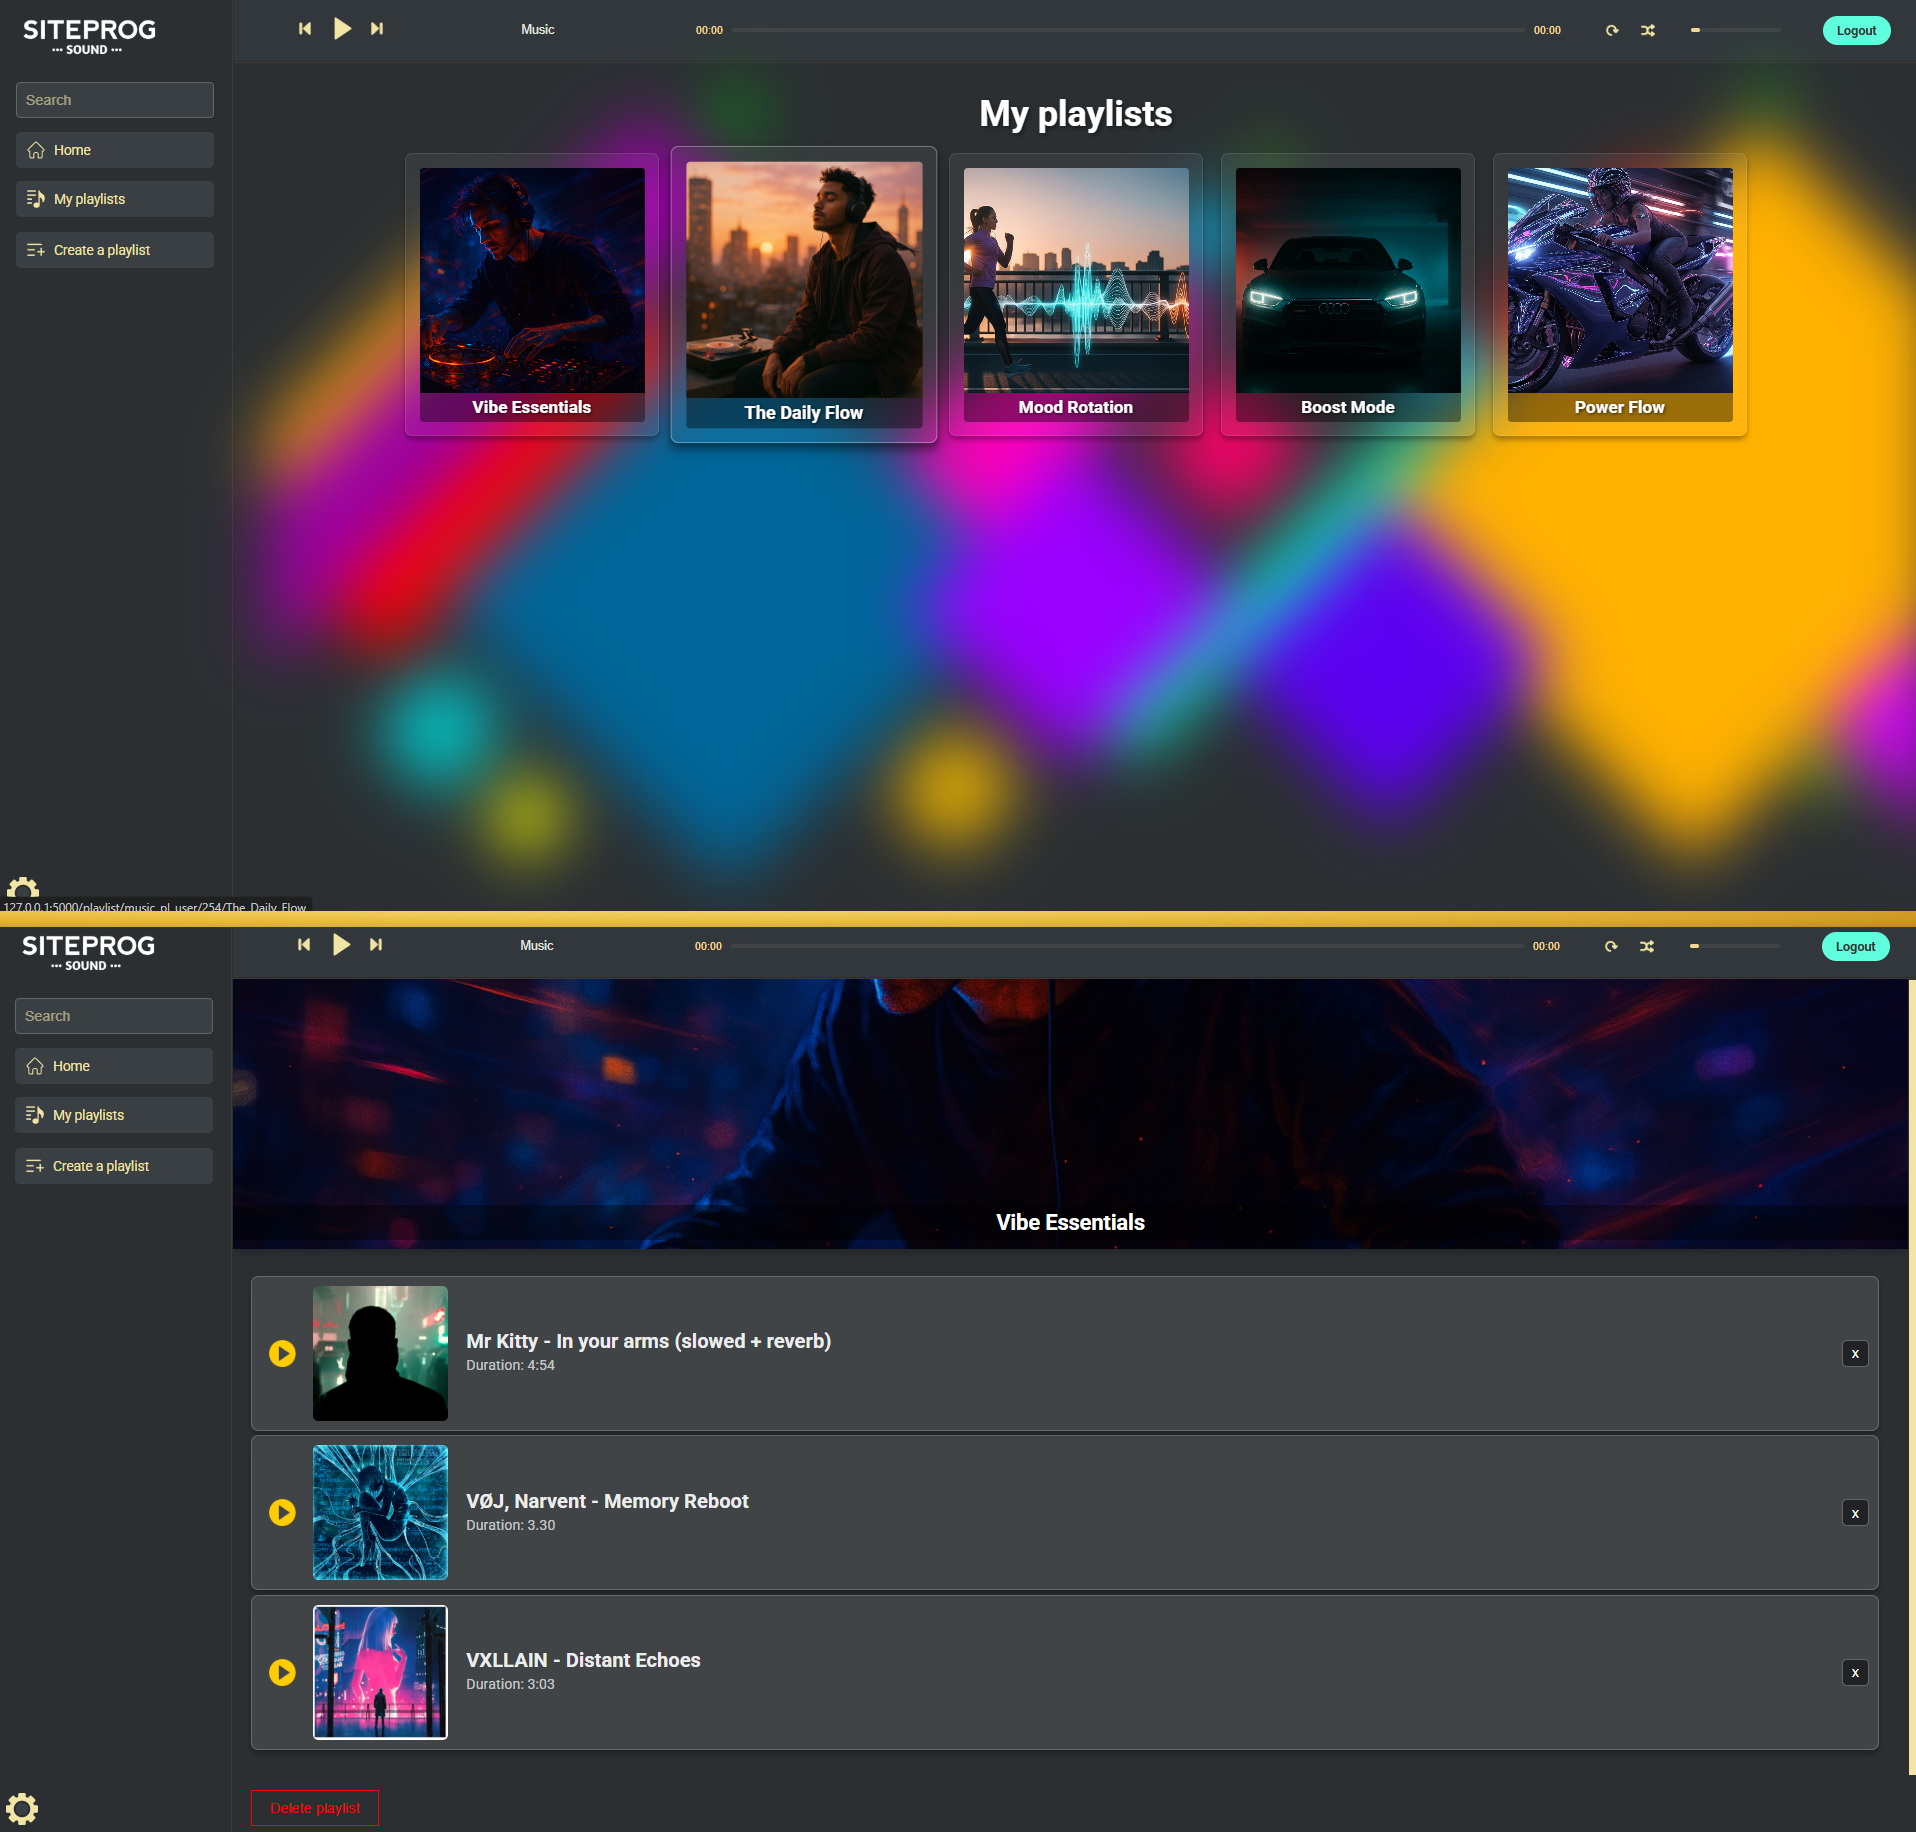 SITEPROG
··· SOUND ···
Music
00:00
00:00
Logout
Search
Home
My playlists
Create a playlist
My playlists
Vibe Essentials
The Daily Flow
Mood Rotation
Boost Mode
Power Flow
127.0.0.1:5000/playlist/music_pl_user/254/The_Daily_Flow
SITEPROG
··· SOUND ···
Music
00:00
00:00
Logout
Search
Home
My playlists
Create a playlist
Vibe Essentials
Mr Kitty - In your arms (slowed + reverb)
Duration: 4:54
x
VØJ, Narvent - Memory Reboot
Duration: 3.30
x
VXLLAIN - Distant Echoes
Duration: 3:03
x
Delete playlist